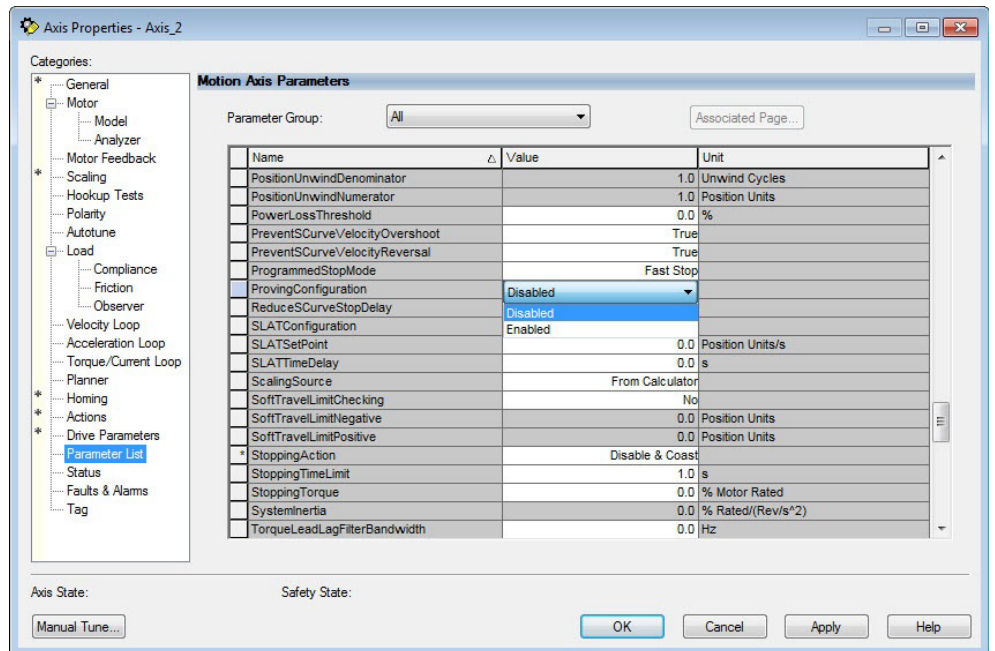 Axis Properties - Axis_2
Categories:
* General
Motor
Model
Analyzer
Motor Feedback
* Scaling
Hookup Tests
Polarity
Autotune
Load
Compliance
Friction
Observer
Velocity Loop
Acceleration Loop
Torque/Current Loop
Planner
* Homing
* Actions
* Drive Parameters
Parameter List
Status
Faults & Alarms
Tag
Motion Axis Parameters
Parameter Group: All Associated Page...
Name Value Unit
PositionUnwindDenominator 1.0 Unwind Cycles
PositionUnwindNumerator 1.0 Position Units
PowerLossThreshold 0.0 %
PreventSCurveVelocityOvershoot True
PreventSCurveVelocityReversal True
ProgrammedStopMode Fast Stop
ProvingConfiguration Disabled
ReduceSCurveStopDelay Disabled
SLATConfiguration Enabled
SLATSetPoint 0.0 Position Units/s
SLATTimeDelay 0.0 s
ScalingSource From Calculator
SoftTravelLimitChecking No
SoftTravelLimitNegative 0.0 Position Units
SoftTravelLimitPositive 0.0 Position Units
* StoppingAction Disable & Coast
StoppingTimeLimit 1.0 s
StoppingTorque 0.0 % Motor Rated
SystemInertia 0.0 % Rated/(Rev/s^2)
TorqueLeadLagFilterBandwidth 0.0 Hz
Axis State: Safety State:
Manual Tune... OK Cancel Apply Help